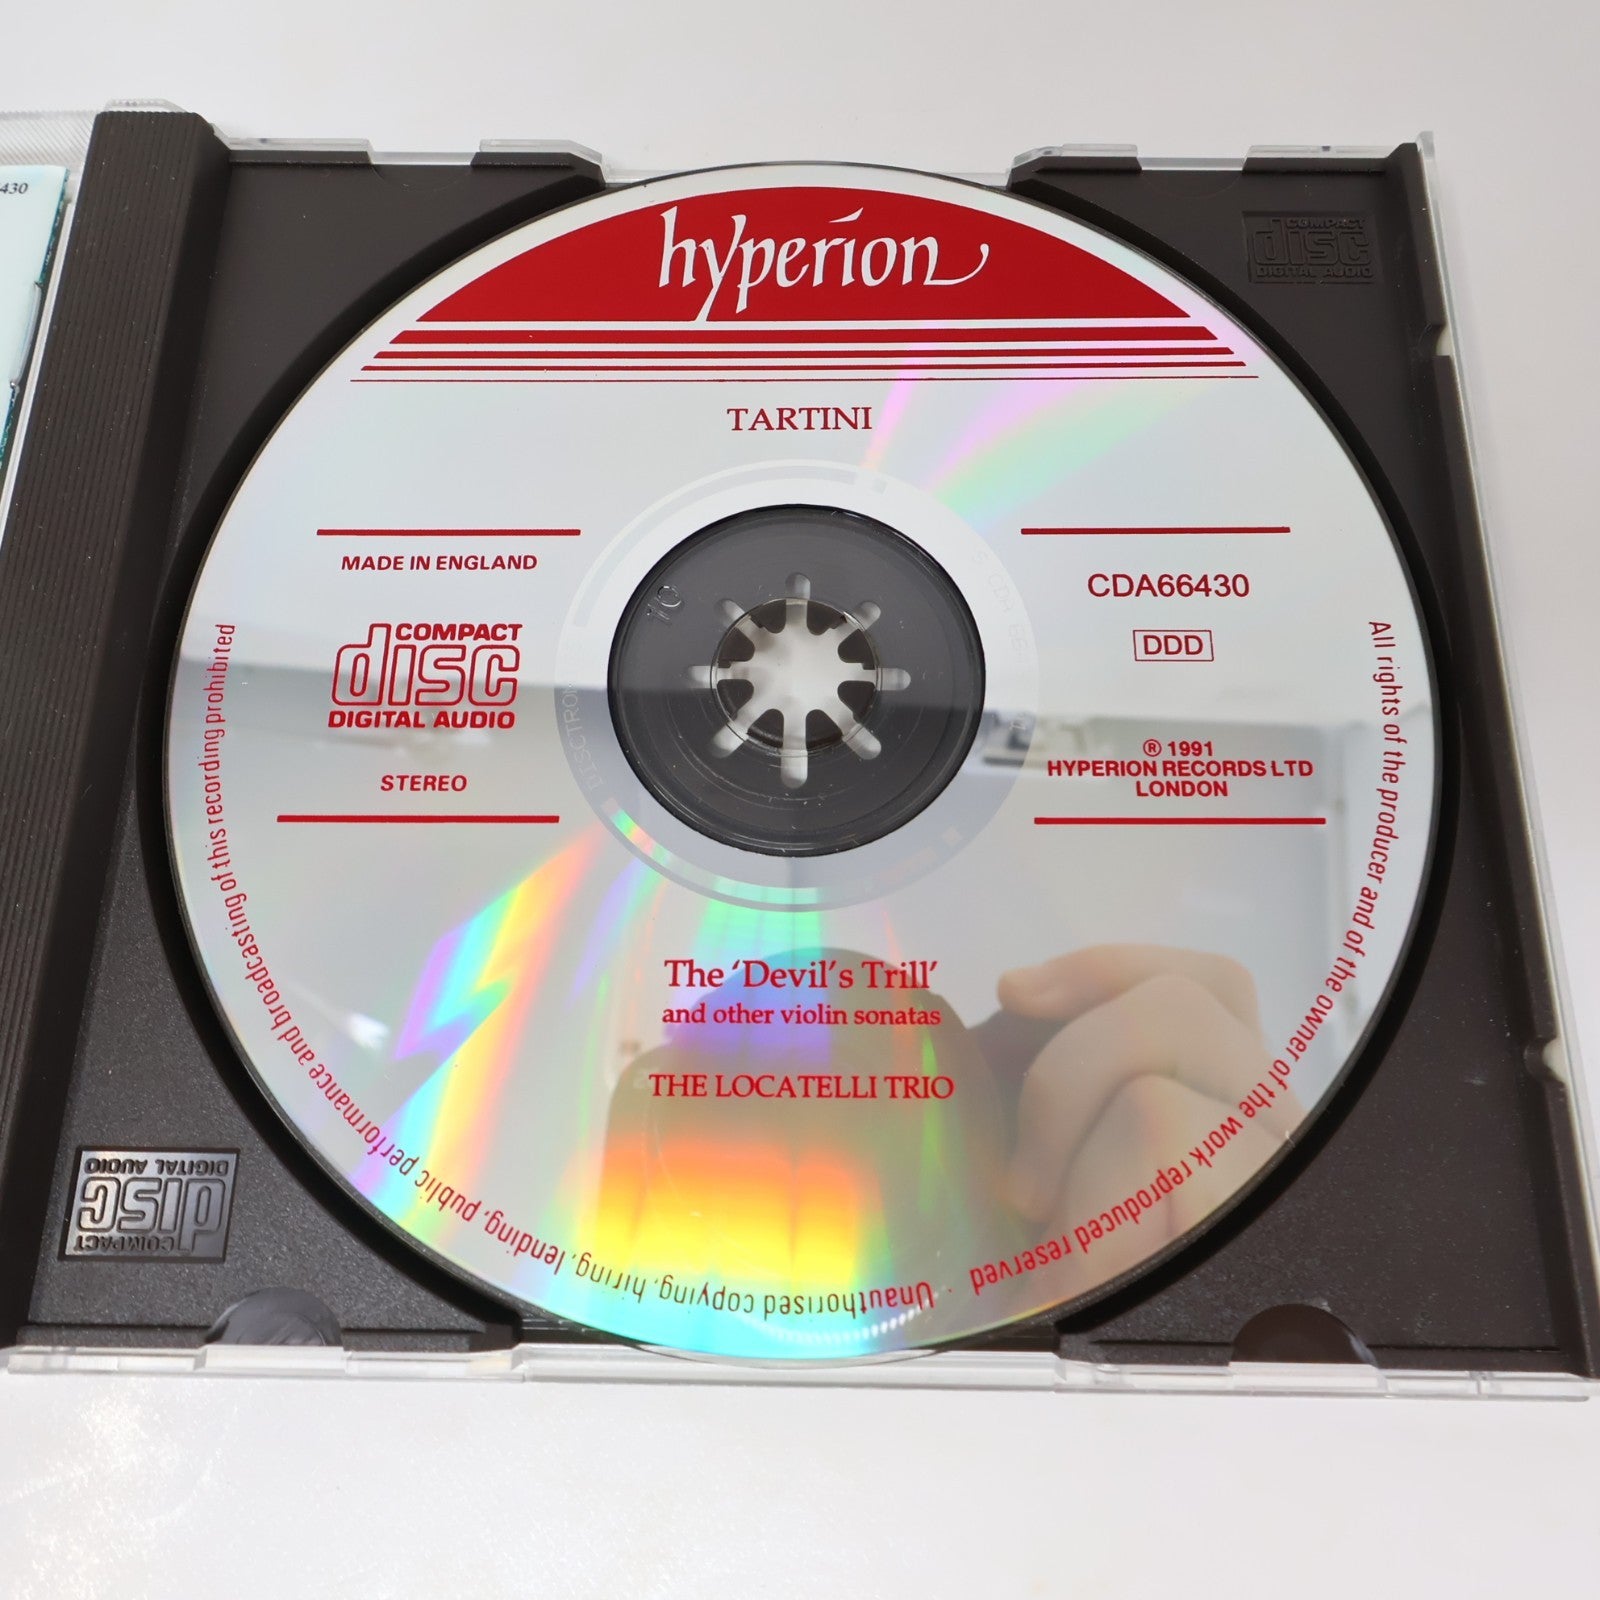 430
hyperion
TARTINI
MADE IN ENGLAND
COMPACT
disc
DIGITAL AUDIO
STEREO
CDA66430
DDD
℗ 1991
HYPERION RECORDS LTD
LONDON
The ‘Devil’s Trill’
and other violin sonatas
THE LOCATELLI TRIO
All rights of the producer and of the owner of the work reproduced reserved · Unauthorised copying, hiring, lending, public performance and broadcasting of this recording prohibited
COMPACT
disc
DIGITAL AUDIO
COMPACT
disc
DIGITAL AUDIO